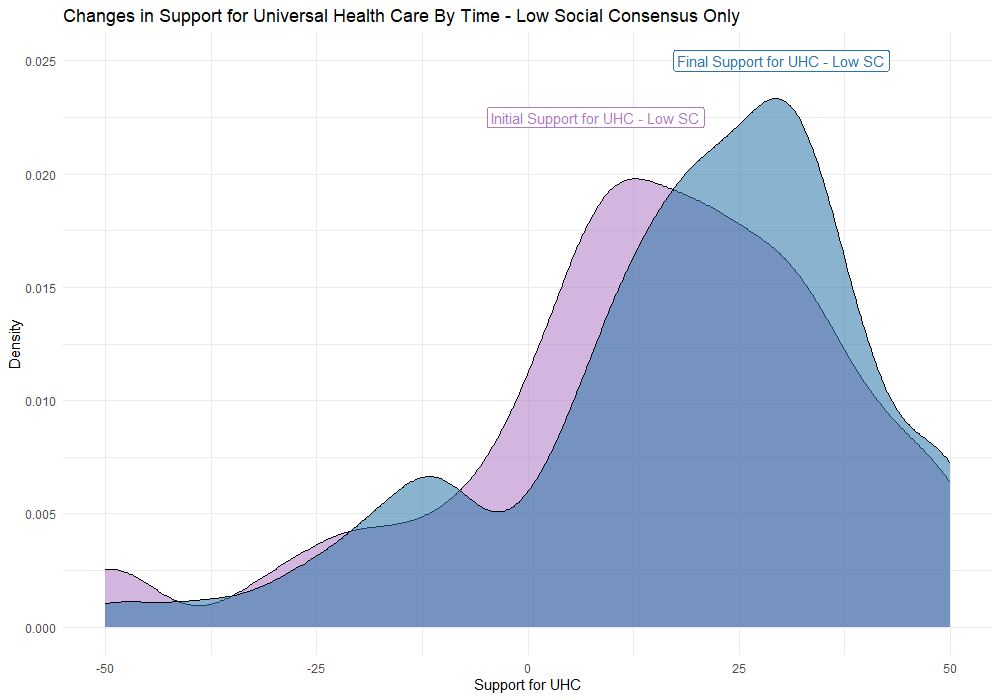 Changes in Support for Universal Health Care By Time - Low Social Consensus Only
Final Support for UHC - Low SC
Initial Support for UHC - Low SC
0.025
0.020
0.015
0.010
0.005
0.000
Density
-50
-25
0
25
50
Support for UHC